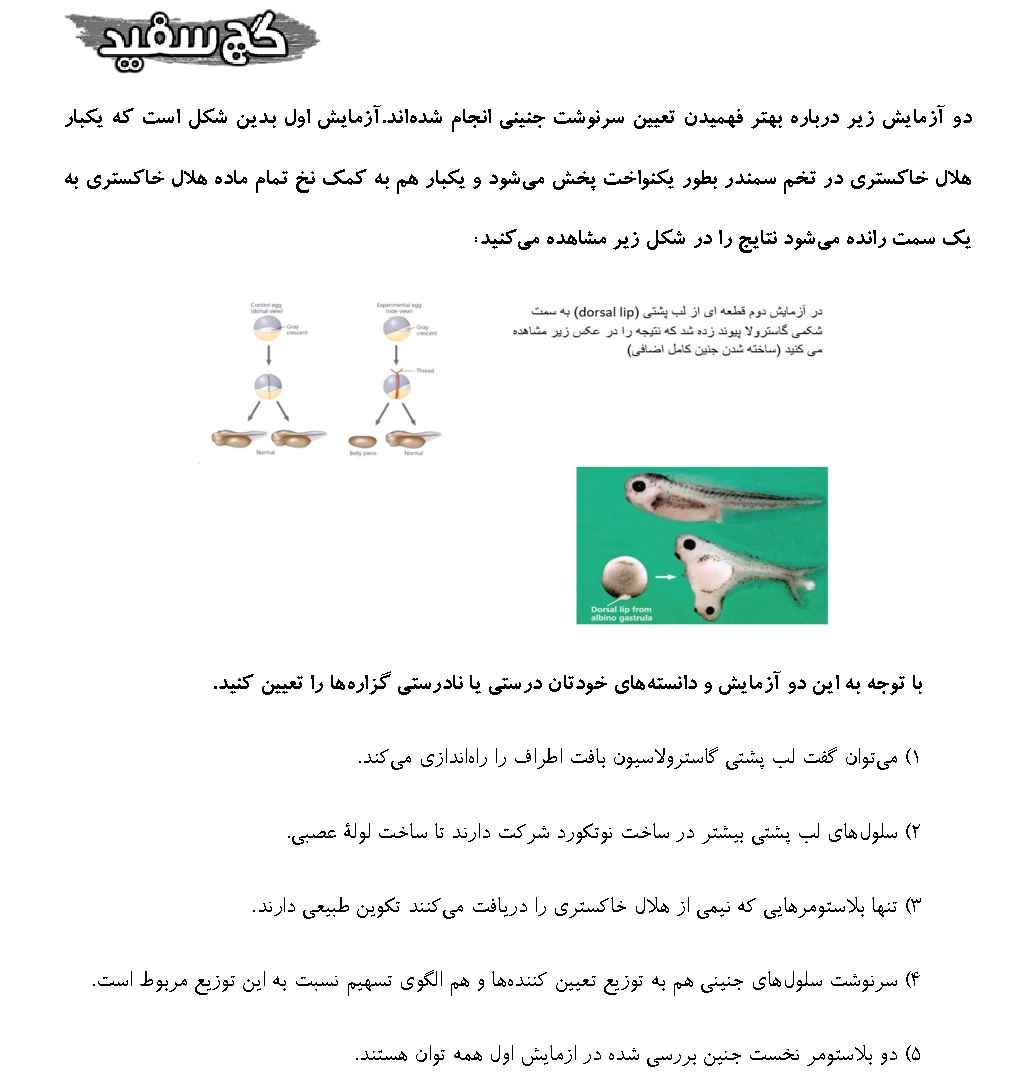 گچ سفید
دو آزمایش زیر درباره بهتر فهمیدن تعیین سرنوشت جنینی انجام شده‌اند.آزمایش اول بدین شکل است که یکبار
هلال خاکستری در تخم سمندر بطور یکنواخت پخش می‌شود و یکبار هم به کمک نخ تمام ماده هلال خاکستری به
یک سمت رانده می‌شود نتایج را در شکل زیر مشاهده می‌کنید:
Control egg
(dorsal view)
Gray
crescent
Normal
Experimental egg
(side view)
Gray
crescent
Thread
Belly piece
Normal
در آزمایش دوم قطعه ای از لب پشتی (dorsal lip) به سمت
شکمی گاسترولا پیوند زده شد که نتیجه را در عکس زیر مشاهده
می کنید (ساخته شدن جنین کامل اضافی)
Dorsal lip from
albino gastrula
با توجه به این دو آزمایش و دانسته‌های خودتان درستی یا نادرستی گزاره‌ها را تعیین کنید.
۱) می‌توان گفت لب پشتی گاسترولاسیون بافت اطراف را راه‌اندازی می‌کند.
۲) سلول‌های لب پشتی بیشتر در ساخت نوتکورد شرکت دارند تا ساخت لولهٔ عصبی.
۳) تنها بلاستومرهایی که نیمی از هلال خاکستری را دریافت می‌کنند تکوین طبیعی دارند.
۴) سرنوشت سلول‌های جنینی هم به توزیع تعیین کننده‌ها و هم الگوی تسهیم نسبت به این توزیع مربوط است.
۵) دو بلاستومر نخست جنین بررسی شده در ازمایش اول همه توان هستند.